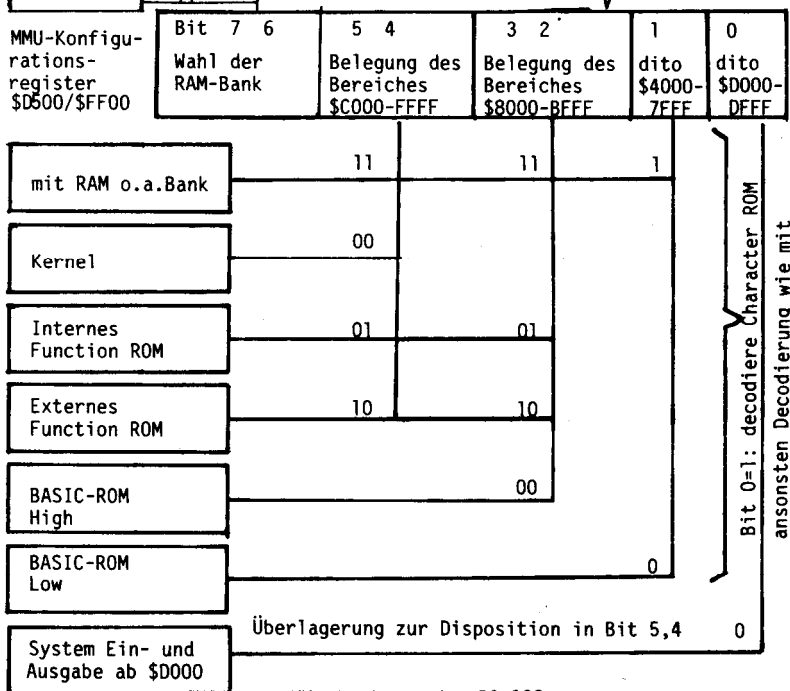 MMU-Konfigu-
rations-
register
$D500/$FF00
Bit 7 6
Wahl der
RAM-Bank
5 4
Belegung des
Bereiches
$C000-FFFF
3 2
Belegung des
Bereiches
$8000-BFFF
1
dito
$4000-
7FFF
0
dito
$D000-
DFFF
mit RAM o.a.Bank
11
11
1
Kernel
00
Internes
Function ROM
01
01
Externes
Function ROM
10
10
BASIC-ROM
High
00
BASIC-ROM
Low
0
System Ein- und
Ausgabe ab $D000
Überlagerung zur Disposition in Bit 5,4
0
Bit 0=1: decodiere Character ROM
ansonsten Decodierung wie mit